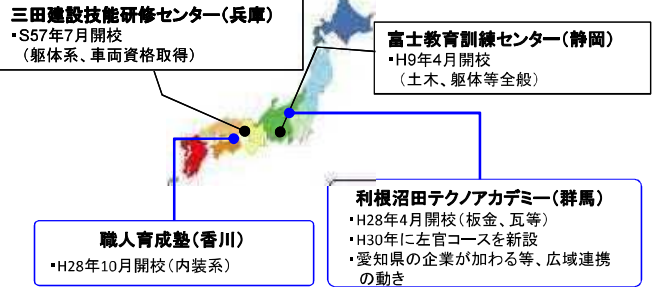 三田建設技能研修センター(兵庫)
▪S57年7月開校
(躯体系、車両資格取得)
富士教育訓練センター(静岡)
▪H9年4月開校
(土木、躯体等全般)
職人育成塾(香川)
▪H28年10月開校(内装系)
利根沼田テクノアカデミー(群馬)
▪H28年4月開校(板金、瓦等)
▪H30年に左官コースを新設
▪愛知県の企業が加わる等、広域連携
の動き